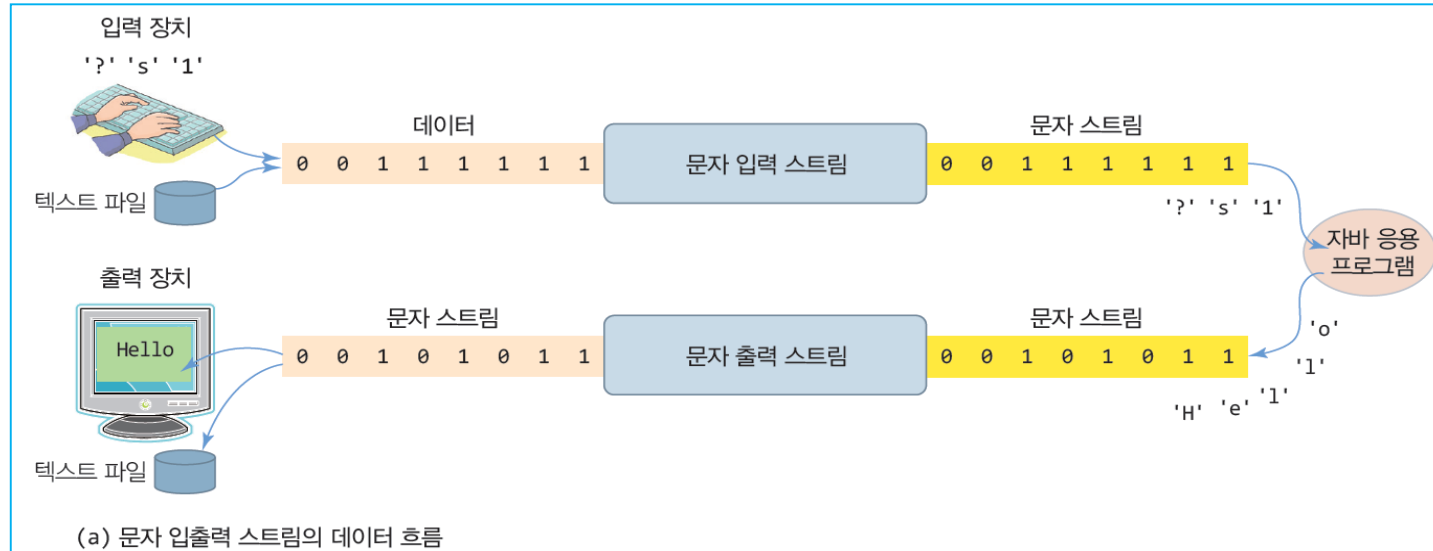 입력 장치
'?' 's' '1'
데이터
문자 스트림
0 0 1 1 1 1 1 1
문자 입력 스트림
0 0 1 1 1 1 1 1
텍스트 파일
'?' 's' '1'
자바 응용
프로그램
출력 장치
문자 스트림
문자 스트림
Hello
0 0 1 0 1 0 1 1
문자 출력 스트림
0 0 1 0 1 0 1 1
'o'
'l'
'l'
'e'
'H'
텍스트 파일
(a) 문자 입출력 스트림의 데이터 흐름